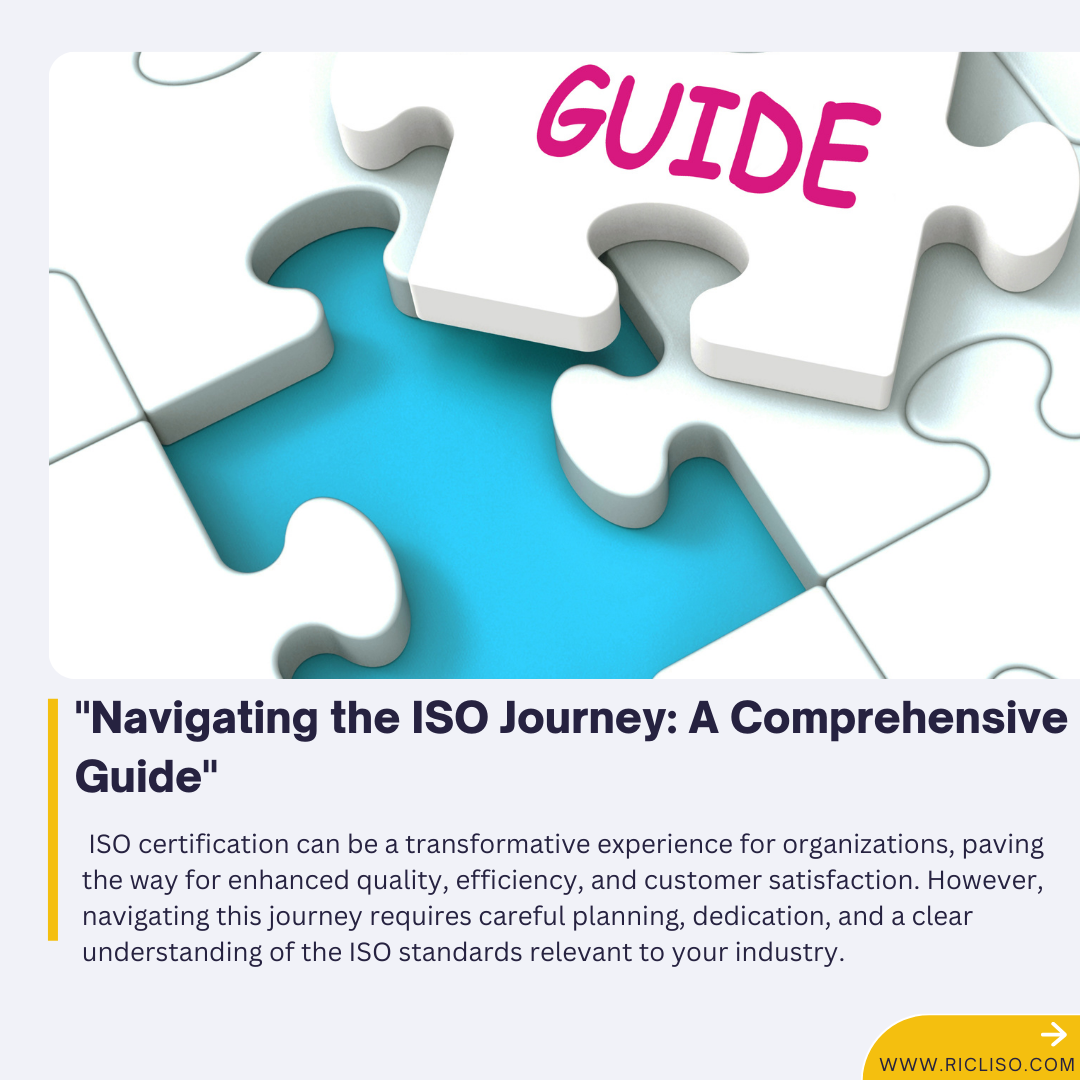 GUIDE
"Navigating the ISO Journey: A Comprehensive
Guide"
ISO certification can be a transformative experience for organizations, paving
the way for enhanced quality, efficiency, and customer satisfaction. However,
navigating this journey requires careful planning, dedication, and a clear
understanding of the ISO standards relevant to your industry.
WWW.RICLISO.COM